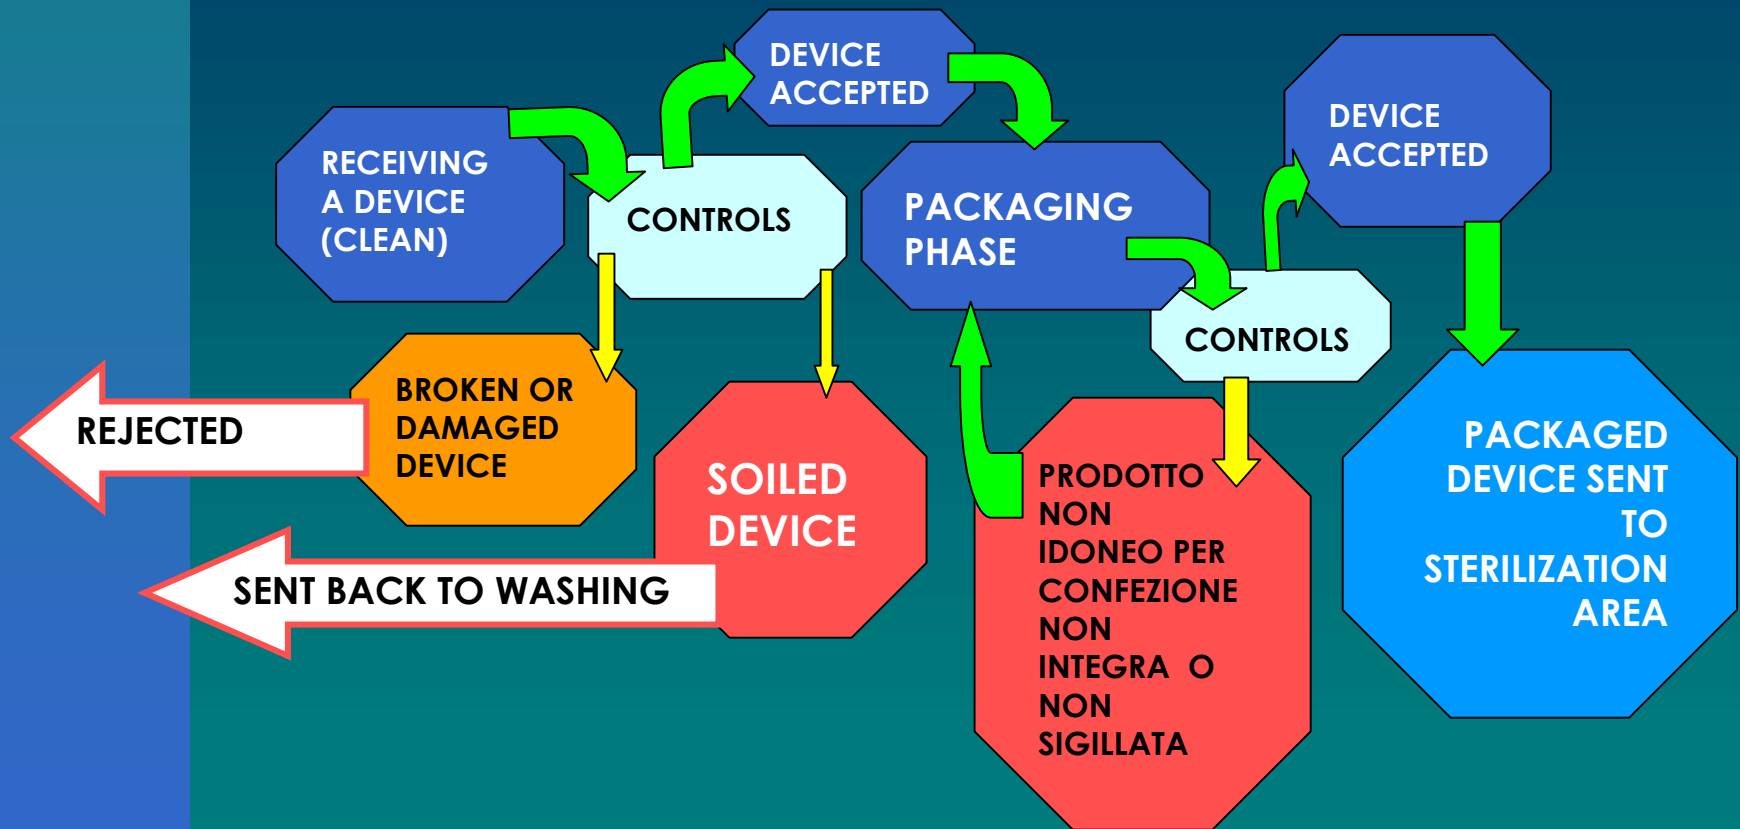 RECEIVING
A DEVICE
(CLEAN)
CONTROLS
DEVICE
ACCEPTED
PACKAGING
PHASE
CONTROLS
DEVICE
ACCEPTED
BROKEN OR
DAMAGED
DEVICE
REJECTED
SOILED
DEVICE
SENT BACK TO WASHING
PRODOTTO
NON
IDONEO PER
CONFEZIONE
NON
INTEGRA O
NON
SIGILLATA
PACKAGED
DEVICE SENT
TO
STERILIZATION
AREA